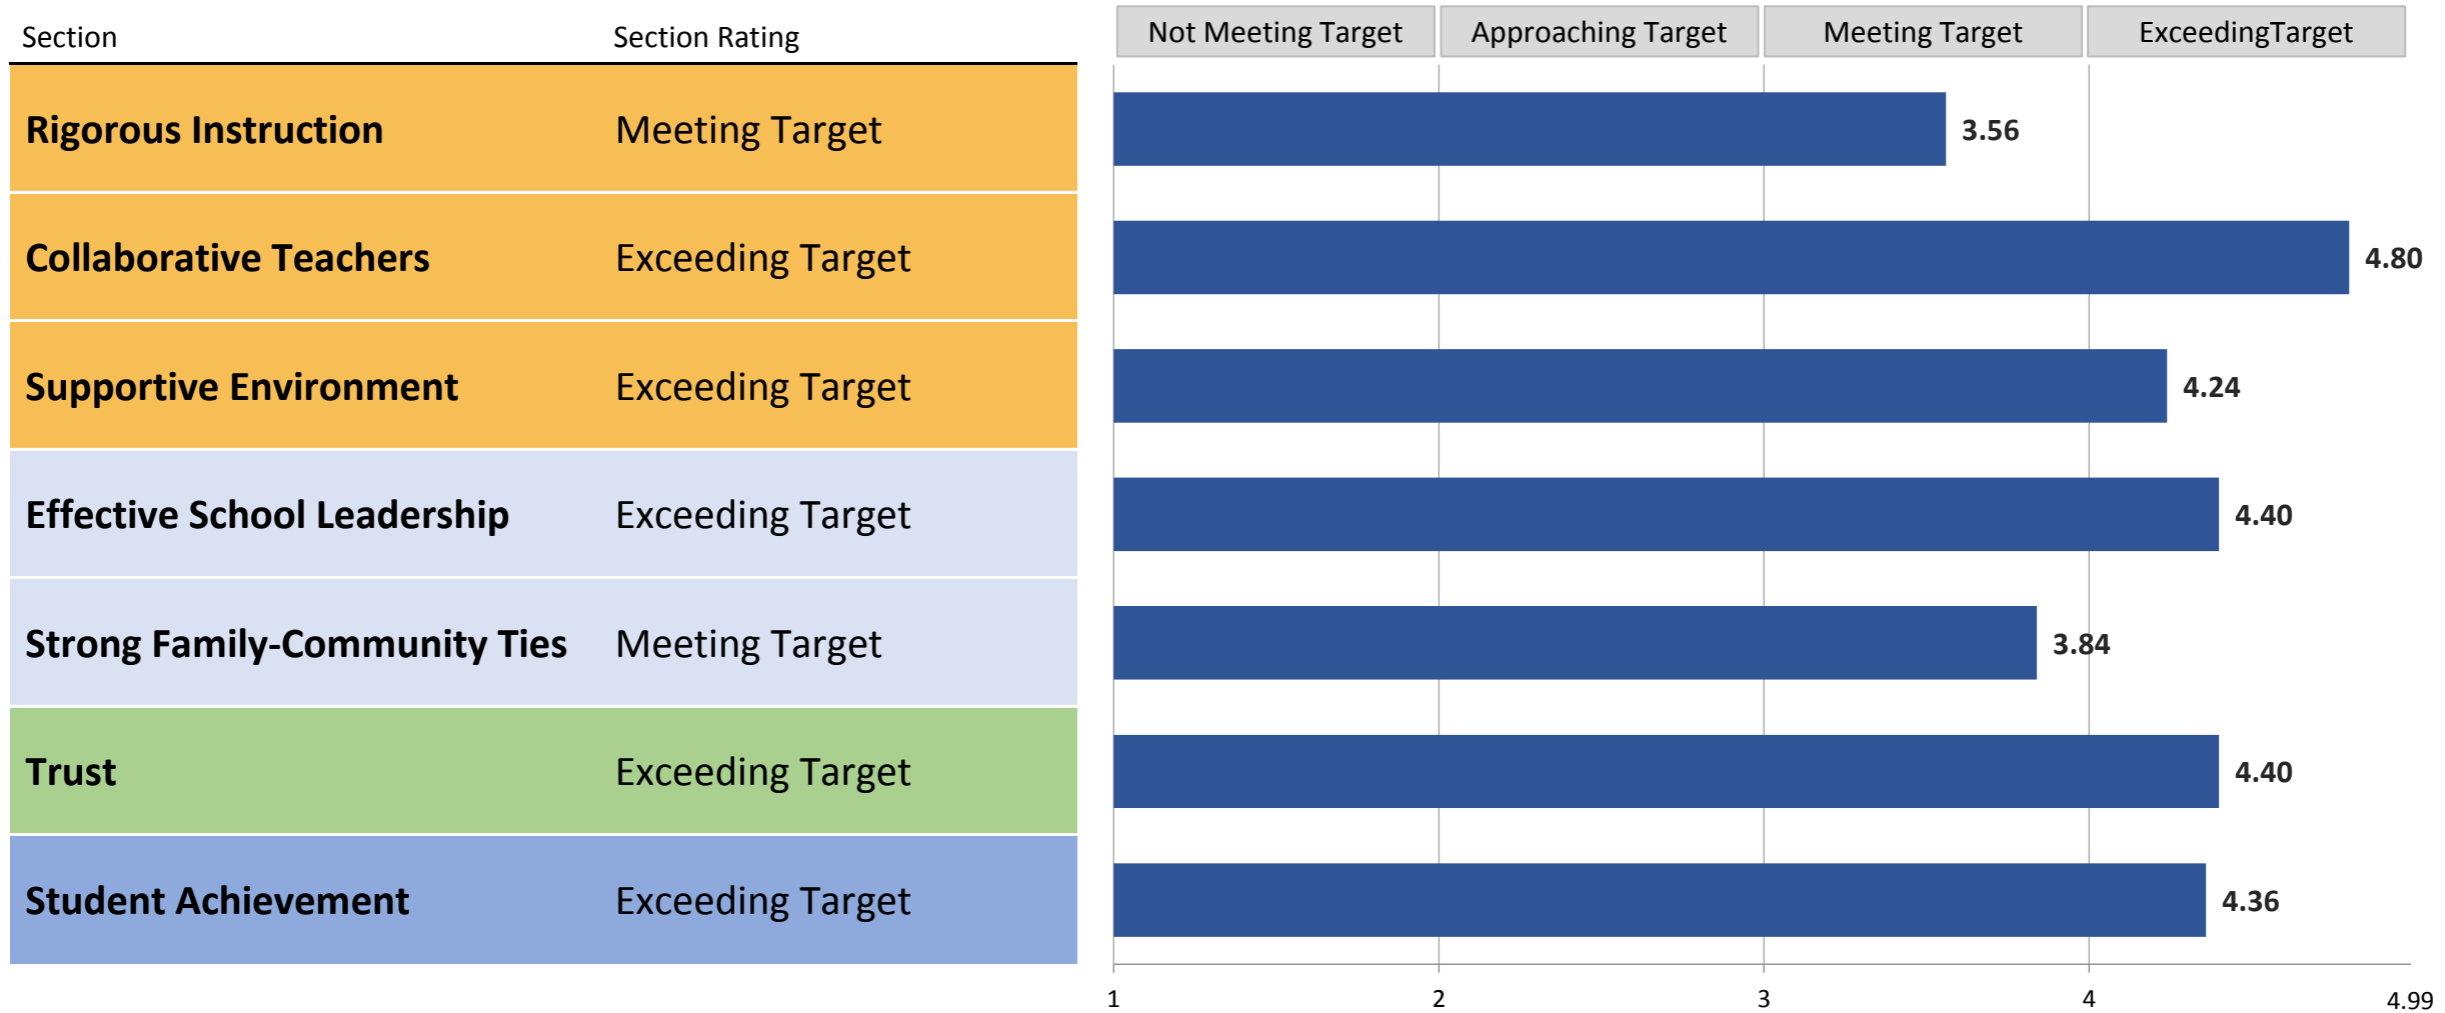 Section Section Rating Not Meeting Target Approaching Target Meeting Target ExceedingTarget
Rigorous Instruction Meeting Target 3.56
Collaborative Teachers Exceeding Target 4.80
Supportive Environment Exceeding Target 4.24
Effective School Leadership Exceeding Target 4.40
Strong Family-Community Ties Meeting Target 3.84
Trust Exceeding Target 4.40
Student Achievement Exceeding Target 4.36
1 2 3 4 4.99